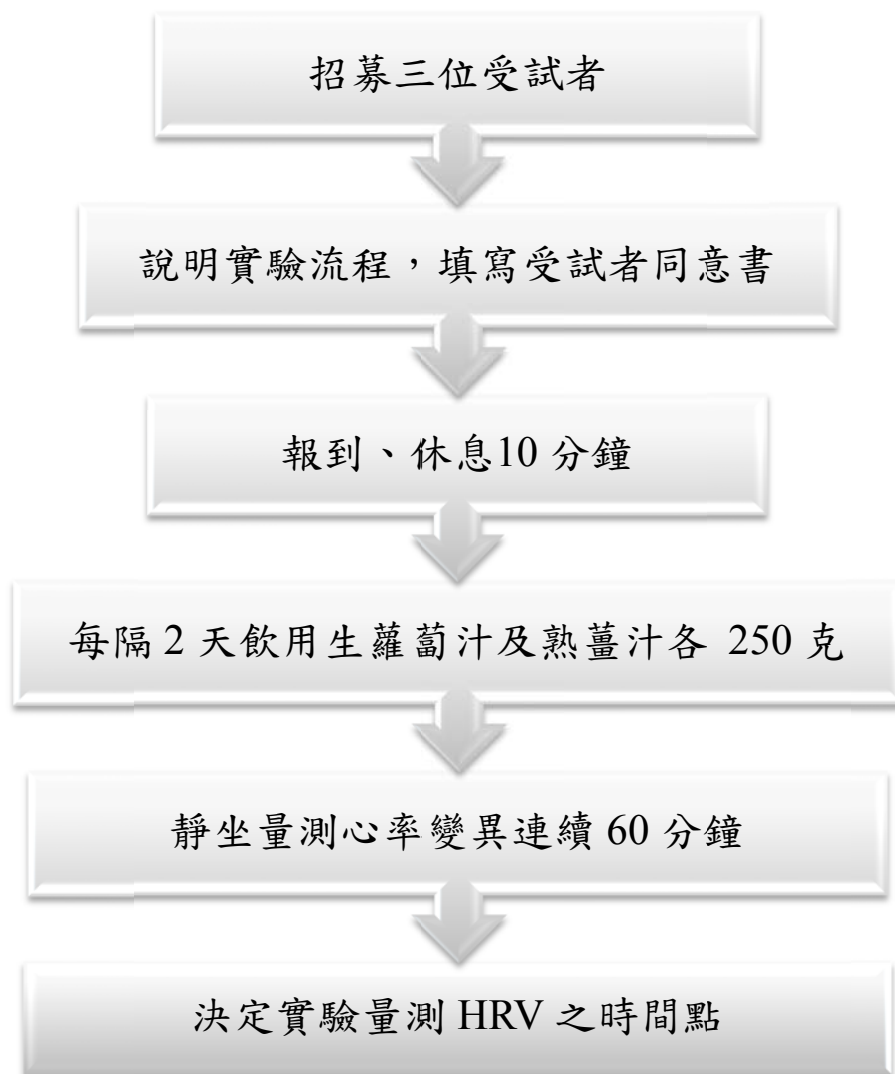 招募三位受試者
說明實驗流程，填寫受試者同意書
報到、休息10 分鐘
每隔 2 天飲用生蘿蔔汁及熟薑汁各 250 克
靜坐量測心率變異連續 60 分鐘
決定實驗量測 HRV 之時間點